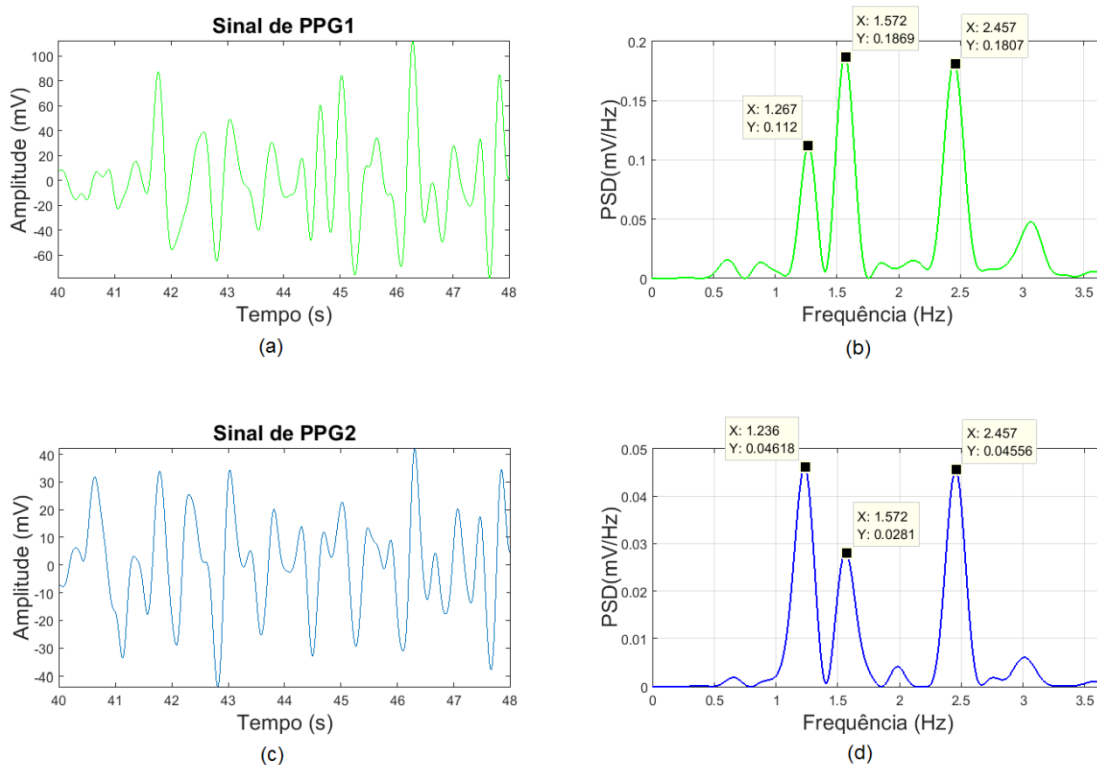 Sinal de PPG1
Amplitude (mV)
100
80
60
40
20
0
-20
-40
-60
40 41 42 43 44 45 46 47 48
Tempo (s)
(a)
X: 1.572
Y: 0.1869
X: 2.457
Y: 0.1807
X: 1.267
Y: 0.112
PSD(mV/Hz)
0.2
0.15
0.1
0.05
0
0 0.5 1 1.5 2 2.5 3 3.5
Frequência (Hz)
(b)
Sinal de PPG2
Amplitude (mV)
40
30
20
10
0
-10
-20
-30
-40
40 41 42 43 44 45 46 47 48
Tempo (s)
(c)
X: 1.236
Y: 0.04618
X: 2.457
Y: 0.04556
X: 1.572
Y: 0.0281
PSD(mV/Hz)
0.05
0.04
0.03
0.02
0.01
0
0 0.5 1 1.5 2 2.5 3 3.5
Frequência (Hz)
(d)